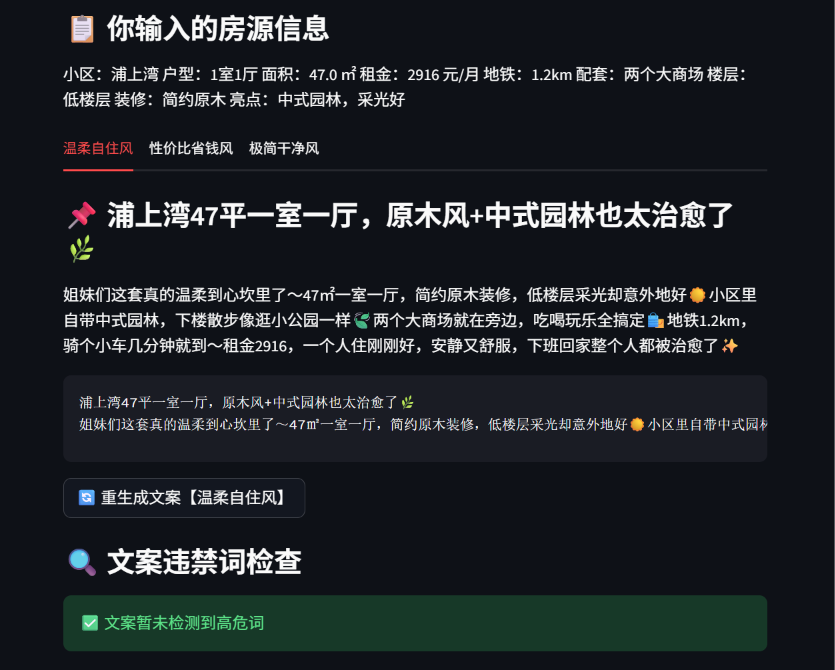 📋 你输入的房源信息
小区：浦上湾 户型：1室1厅 面积：47.0 ㎡ 租金：2916 元/月 地铁：1.2km 配套：两个大商场 楼层：
低楼层 装修：简约原木 亮点：中式园林，采光好
温柔自住风 性价比省钱风 极简干净风
📌 浦上湾47平一室一厅，原木风+中式园林也太治愈了
🌿
姐妹们这套真的温柔到心坎里了～47㎡一室一厅，简约原木装修，低楼层采光却意外地好🌼小区里
自带中式园林，下楼散步像逛小公园一样🍃两个大商场就在旁边，吃喝玩乐全搞定🛍️地铁1.2km，
骑个小车几分钟就到～租金2916，一个人住刚刚好，安静又舒服，下班回家整个人都被治愈了✨
浦上湾47平一室一厅，原木风+中式园林也太治愈了🌿
姐妹们这套真的温柔到心坎里了～47㎡一室一厅，简约原木装修，低楼层采光却意外地好🌼小区里自带中式园
🔄 重生成文案【温柔自住风】
🔍 文案违禁词检查
✅ 文案暂未检测到高危词